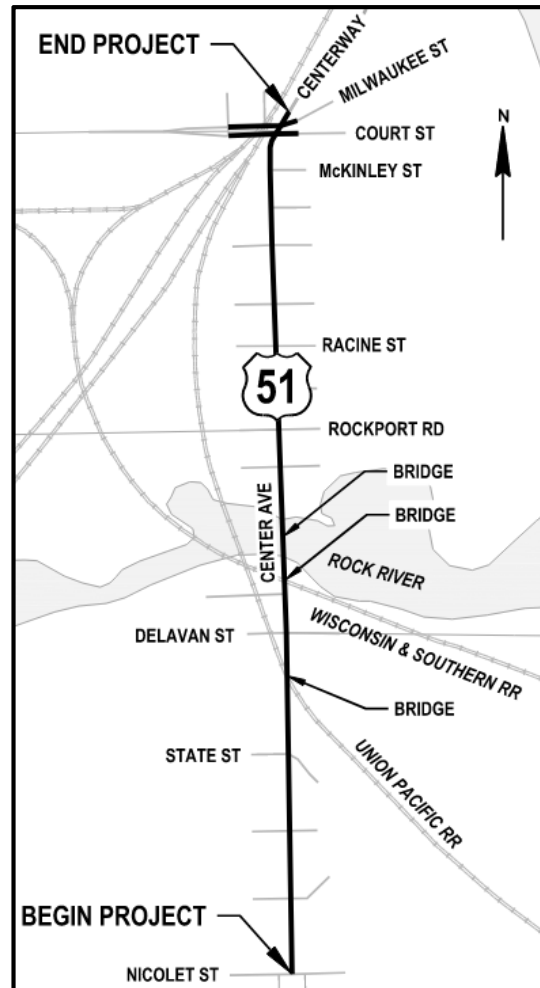 END PROJECT
CENTERWAY
MILWAUKEE ST
COURT ST
N
McKINLEY ST
RACINE ST
51
ROCKPORT RD
BRIDGE
CENTER AVE
BRIDGE
ROCK RIVER
WISCONSIN & SOUTHERN RR
DELAVAN ST
BRIDGE
UNION PACIFIC RR
STATE ST
BEGIN PROJECT
NICOLET ST